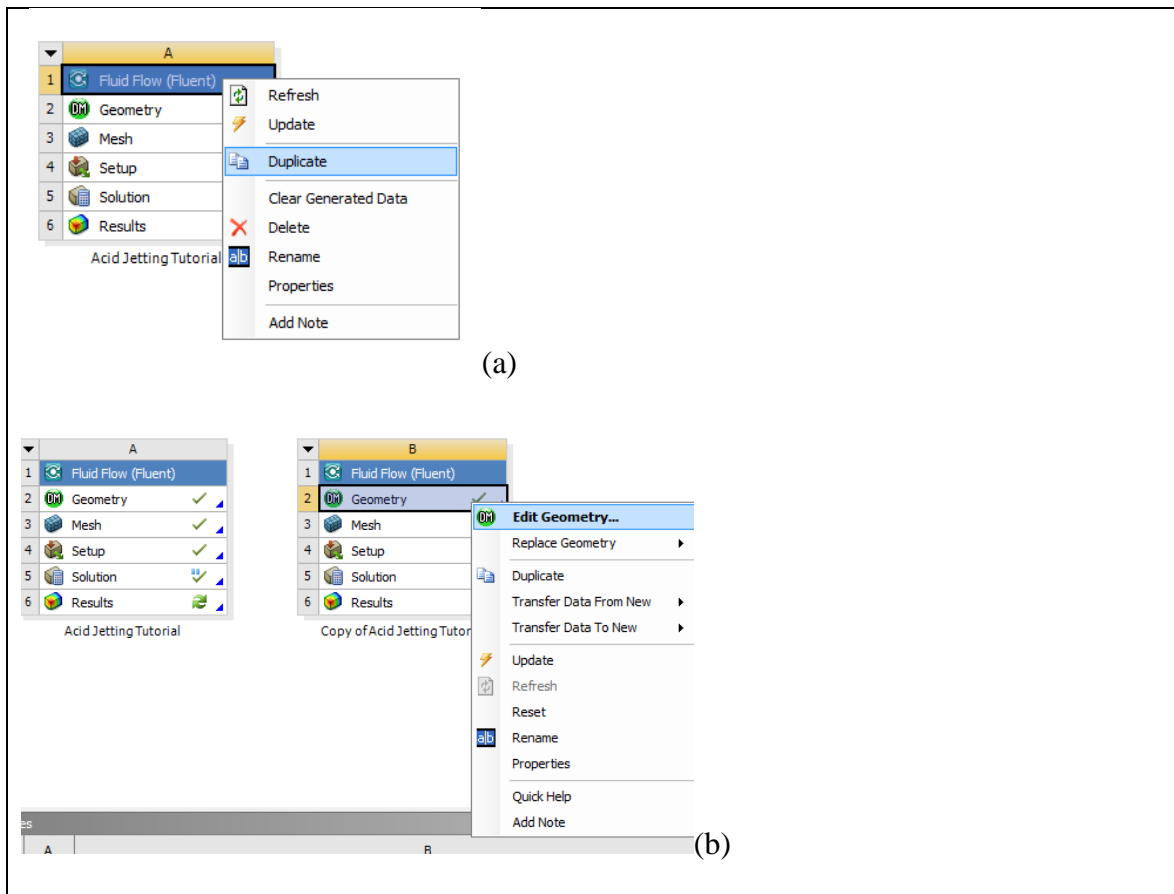 A
1 Fluid Flow (Fluent)
2 Geometry
3 Mesh
4 Setup
5 Solution
6 Results
Acid Jetting Tutorial
Refresh
Update
Duplicate
Clear Generated Data
Delete
a|b Rename
Properties
Add Note
(a)
A
1 Fluid Flow (Fluent)
2 DM Geometry
3 Mesh
4 Setup
5 Solution
6 Results
Acid Jetting Tutorial
B
1 Fluid Flow (Fluent)
2 DM Geometry
3 Mesh
4 Setup
5 Solution
6 Results
Copy of Acid Jetting Tutor
DM Edit Geometry...
Replace Geometry
Duplicate
Transfer Data From New
Transfer Data To New
Update
Refresh
Reset
a|b Rename
Properties
Quick Help
Add Note
es
A B
(b)